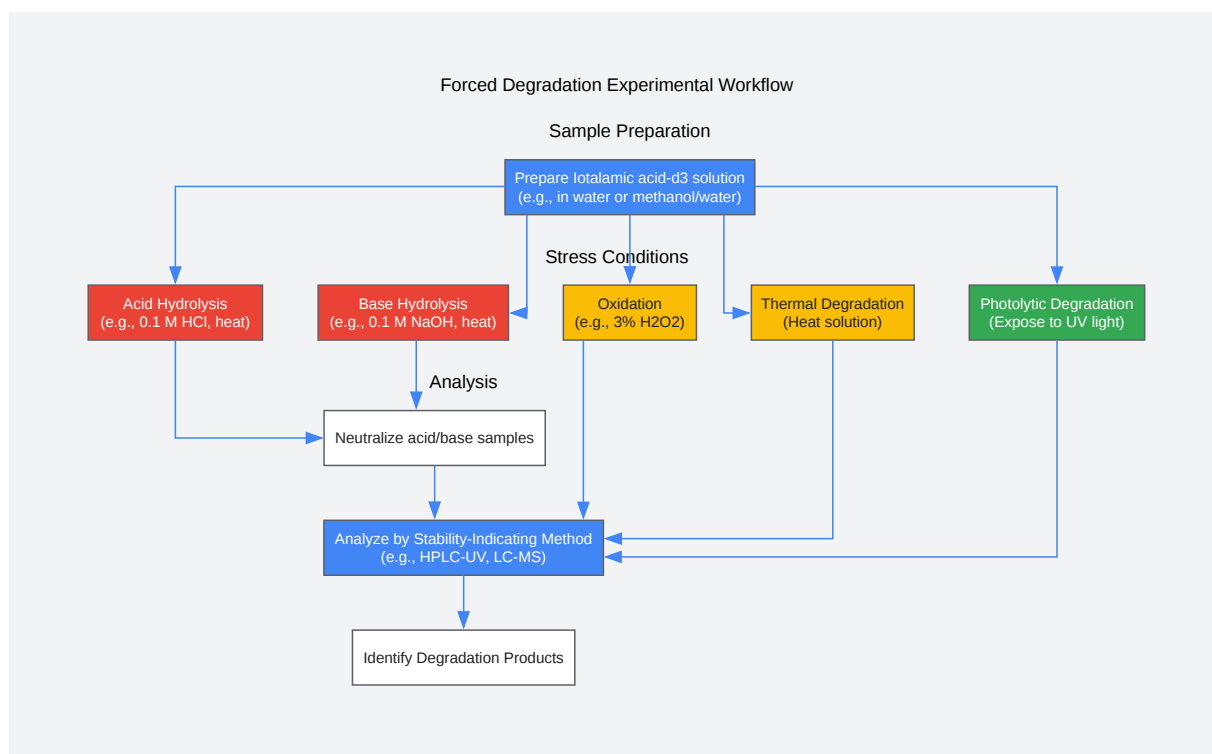 Forced Degradation Experimental Workflow
Sample Preparation
Prepare Iotalamic acid-d3 solution
(e.g., in water or methanol/water)
Stress Conditions
Acid Hydrolysis
(e.g., 0.1 M HCl, heat)
Base Hydrolysis
(e.g., 0.1 M NaOH, heat)
Oxidation
(e.g., 3% H2O2)
Thermal Degradation
(Heat solution)
Photolytic Degradation
(Expose to UV light)
Analysis
Neutralize acid/base samples
Analyze by Stability-Indicating Method
(e.g., HPLC-UV, LC-MS)
Identify Degradation Products